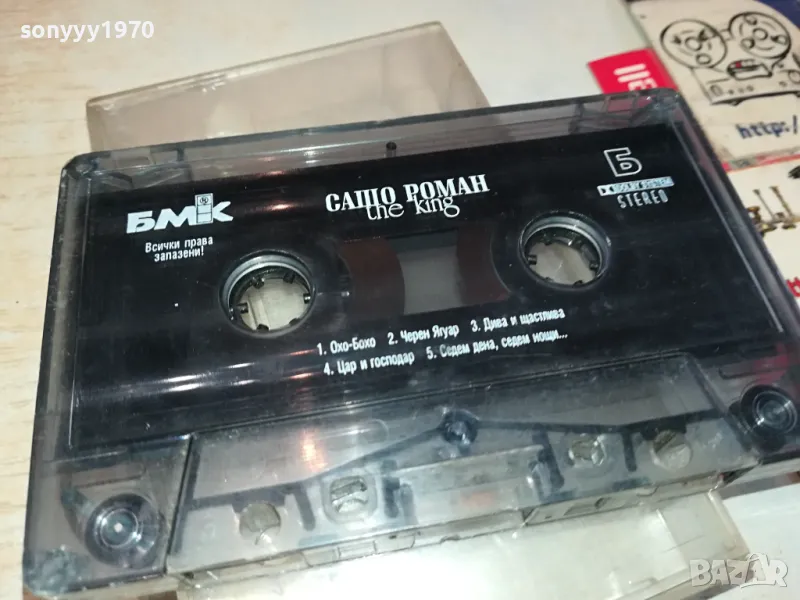 sonyyy1970
http:/
БМК
Всички права
запазени!
САШО РОМАН
the king
Б
STEREO
1. Охо-Бохо 2. Черен Ягуар 3. Дива и щастлива
4. Цар и господар 5. Седем дена, седем нощи...
BAZAR